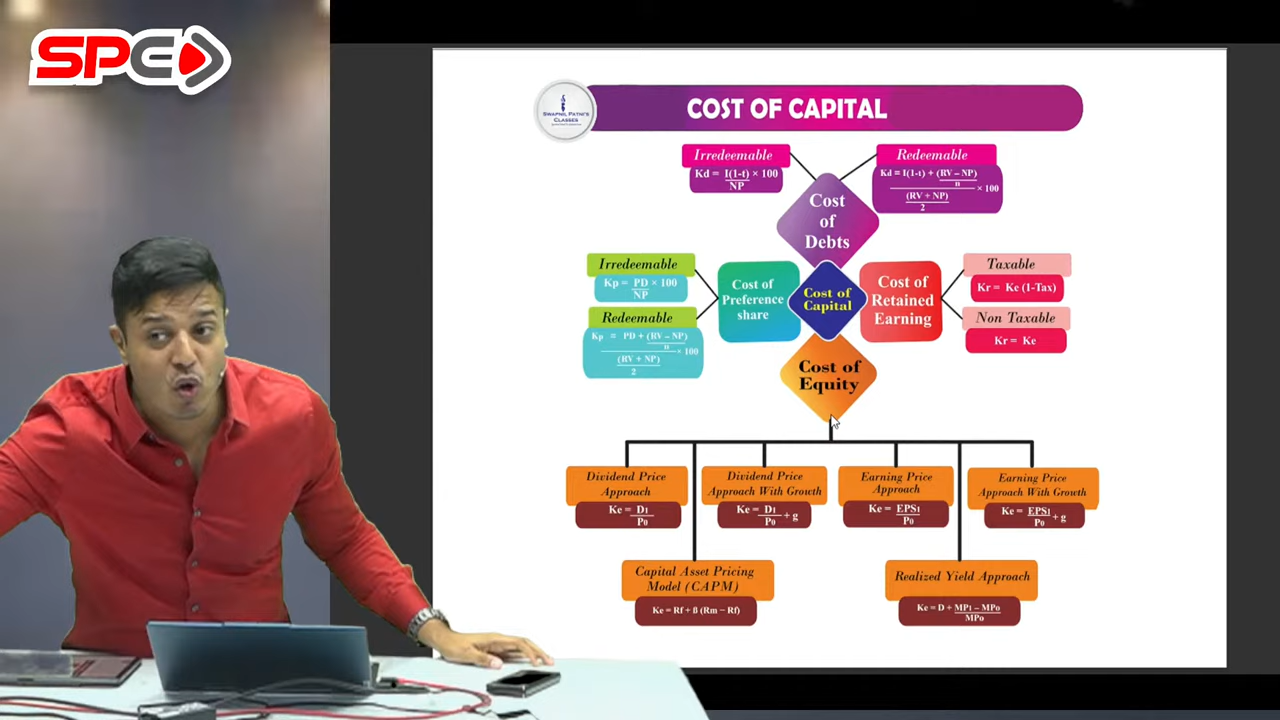 SPE
SWAPNIL PATNI'S
CLASSES
COST OF CAPITAL
Irredeemable
Kd = I(1-t) × 100
NP
Redeemable
Kd = I(1-t) + (RV – NP)
n
(RV + NP)
2
× 100
Cost
of
Debts
Irredeemable
Kp = PD × 100
NP
Redeemable
Kp = PD + (RV – NP)
n
(RV + NP)
2
× 100
Cost of
Preference
share
Cost of
Capital
Cost of
Retained
Earning
Taxable
Kr = Ke (1-Tax)
Non Taxable
Kr = Ke
Cost of
Equity
Dividend Price
Approach
Ke = D1
P0
Dividend Price
Approach With Growth
Ke = D1 + g
P0
Earning Price
Approach
Ke = EPS1
P0
Earning Price
Approach With Growth
Ke = EPS1 + g
P0
Capital Asset Pricing
Model (CAPM)
Ke = Rf + ß (Rm – Rf)
Realized Yield Approach
Ke = D + MP1 – MP0
MP0